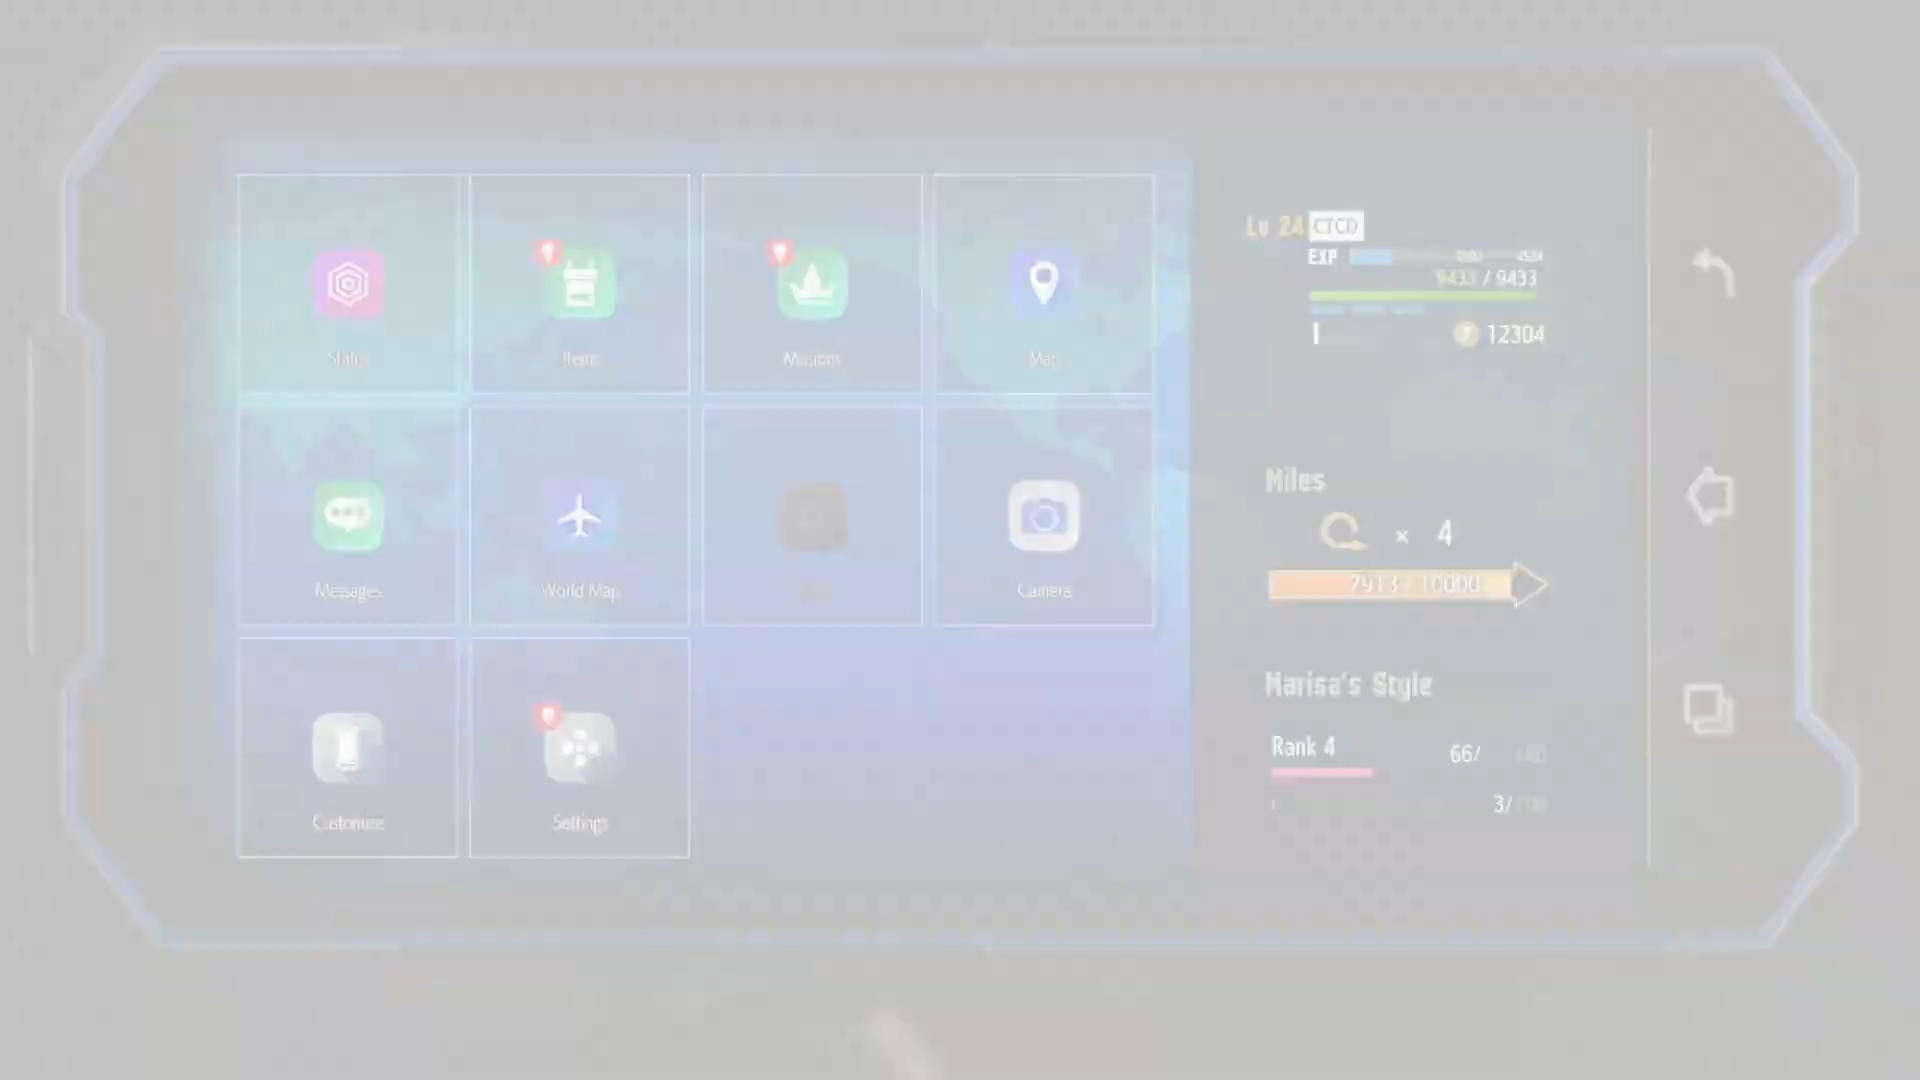 Status
Items
Missions
Map
Messages
World Map
Camera
Customize
Settings
Lv 24 CTCD
EXP
9433 / 9433
12304
Miles
× 4
7913 / 10000
Marisa's Style
Rank 4
66/
3/